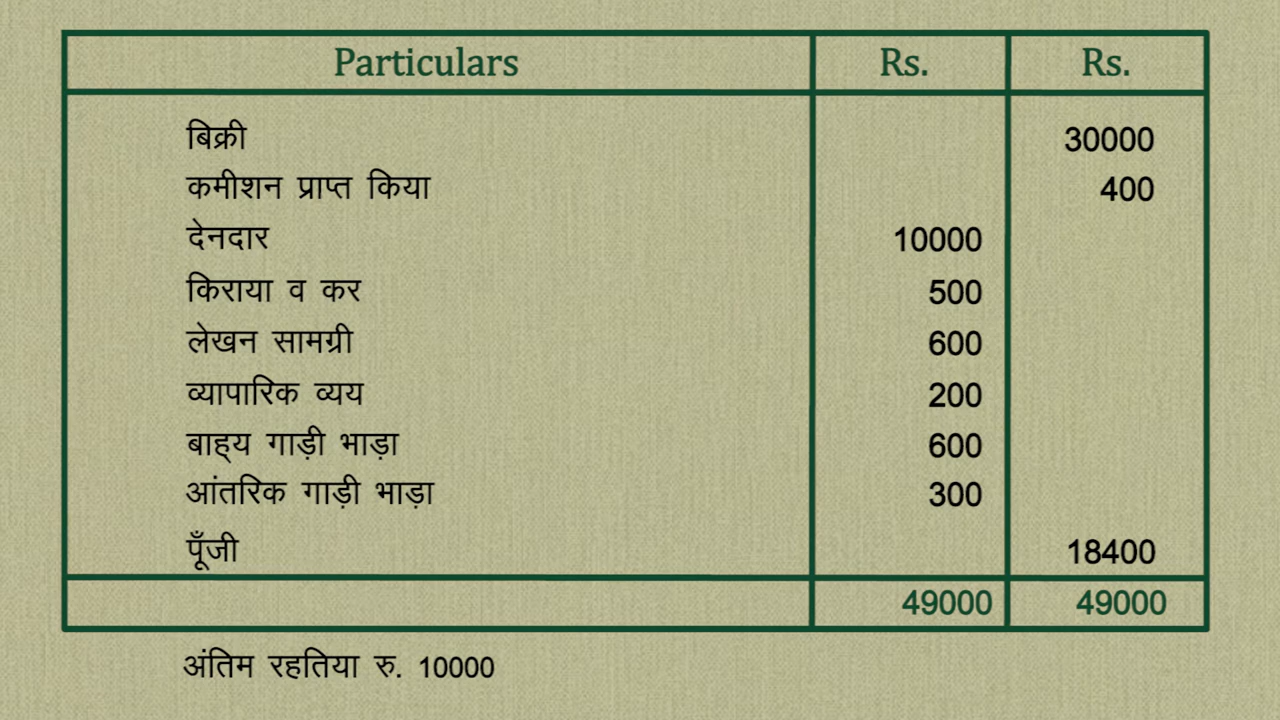 Particulars Rs. Rs.
बिक्री 30000
कमीशन प्राप्त किया 400
देनदार 10000
किराया व कर 500
लेखन सामग्री 600
व्यापारिक व्यय 200
बाह्य गाड़ी भाड़ा 600
आंतरिक गाड़ी भाड़ा 300
पूँजी 18400
49000 49000
अंतिम रहतिया रु. 10000